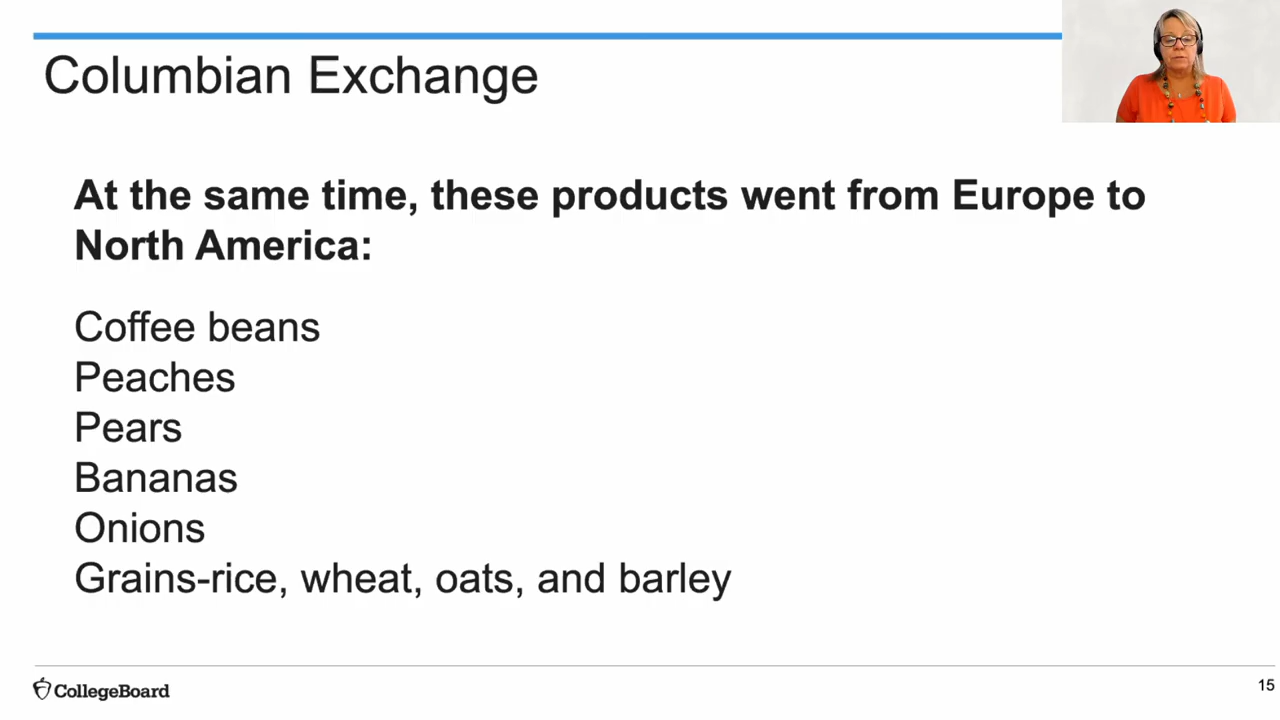 Columbian Exchange
At the same time, these products went from Europe to
North America:
Coffee beans
Peaches
Pears
Bananas
Onions
Grains-rice, wheat, oats, and barley
CollegeBoard
15